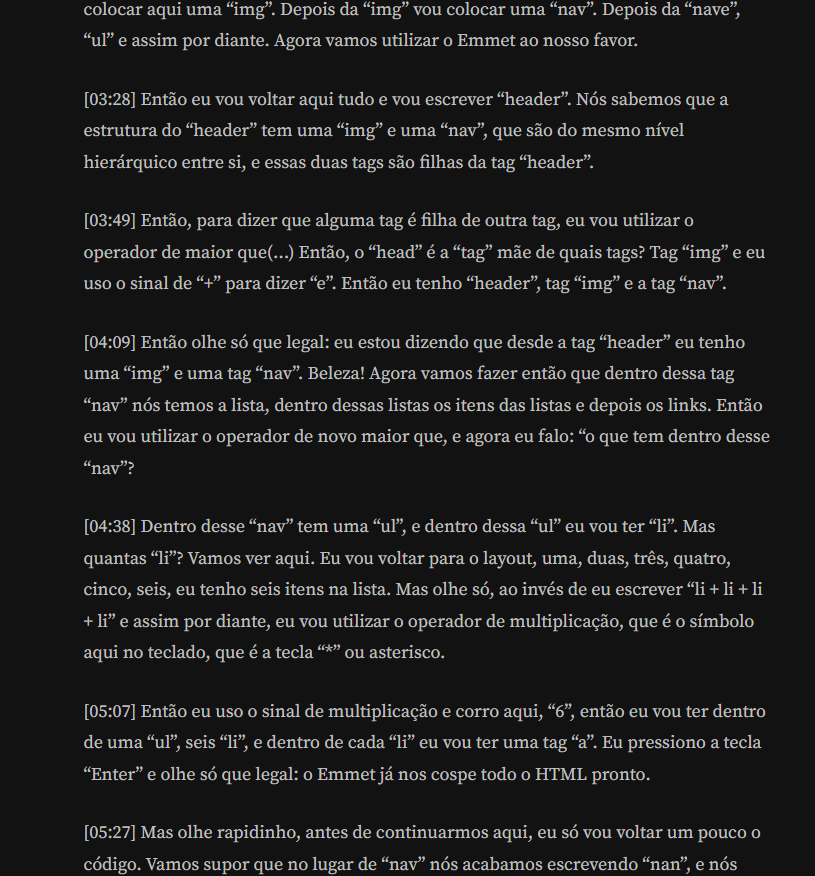 colocar aqui uma “img”. Depois da “img” vou colocar uma “nav”. Depois da “nave”,
“ul” e assim por diante. Agora vamos utilizar o Emmet ao nosso favor.
[03:28] Então eu vou voltar aqui tudo e vou escrever “header”. Nós sabemos que a
estrutura do “header” tem uma “img” e uma “nav”, que são do mesmo nível
hierárquico entre si, e essas duas tags são filhas da tag “header”.
[03:49] Então, para dizer que alguma tag é filha de outra tag, eu vou utilizar o
operador de maior que(...) Então, o “head” é a “tag” mãe de quais tags? Tag “img” e eu
uso o sinal de “+” para dizer “e”. Então eu tenho “header”, tag “img” e a tag “nav”.
[04:09] Então olhe só que legal: eu estou dizendo que desde a tag “header” eu tenho
uma “img” e uma tag “nav”. Beleza! Agora vamos fazer então que dentro dessa tag
“nav” nós temos a lista, dentro dessas listas os itens das listas e depois os links. Então
eu vou utilizar o operador de novo maior que, e agora eu falo: “o que tem dentro desse
“nav”?
[04:38] Dentro desse “nav” tem uma “ul”, e dentro dessa “ul” eu vou ter “li”. Mas
quantas “li”? Vamos ver aqui. Eu vou voltar para o layout, uma, duas, três, quatro,
cinco, seis, eu tenho seis itens na lista. Mas olhe só, ao invés de eu escrever “li + li + li
+ li” e assim por diante, eu vou utilizar o operador de multiplicação, que é o símbolo
aqui no teclado, que é a tecla “*” ou asterisco.
[05:07] Então eu uso o sinal de multiplicação e corro aqui, “6”, então eu vou ter dentro
de uma “ul”, seis “li”, e dentro de cada “li” eu vou ter uma tag “a”. Eu pressiono a tecla
“Enter” e olhe só que legal: o Emmet já nos cospe todo o HTML pronto.
[05:27] Mas olhe rapidinho, antes de continuarmos aqui, eu só vou voltar um pouco o
código. Vamos supor que no lugar de “nav” nós acabamos escrevendo “nan”, e nós